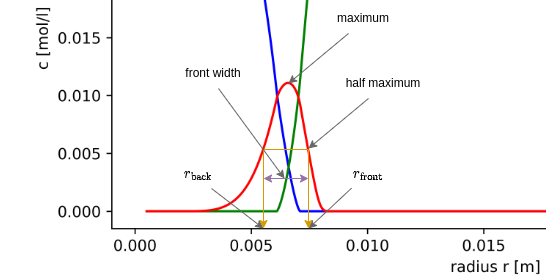 maximum
c [mol/l]
0.015
front width
half maximum
0.010
0.005
r_back
r_front
0.000
0.000 0.005 0.010 0.015
radius r [m]